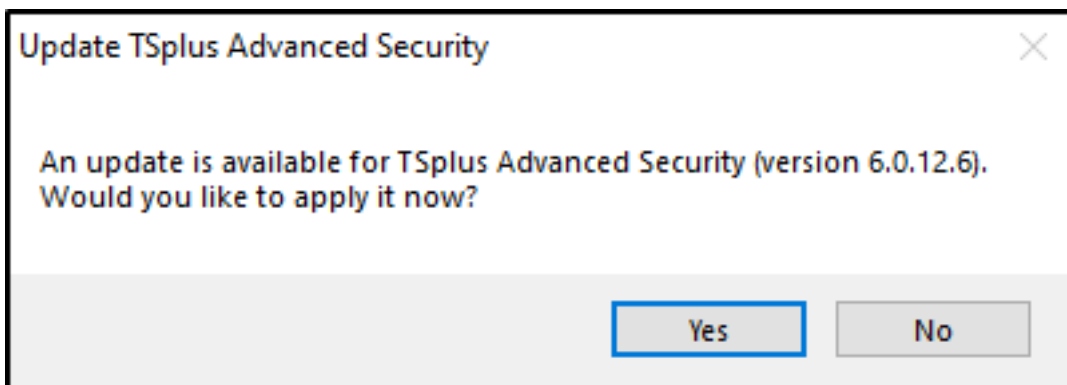 Update TSplus Advanced Security
An update is available for TSplus Advanced Security (version 6.0.12.6).
Would you like to apply it now?
Yes
No